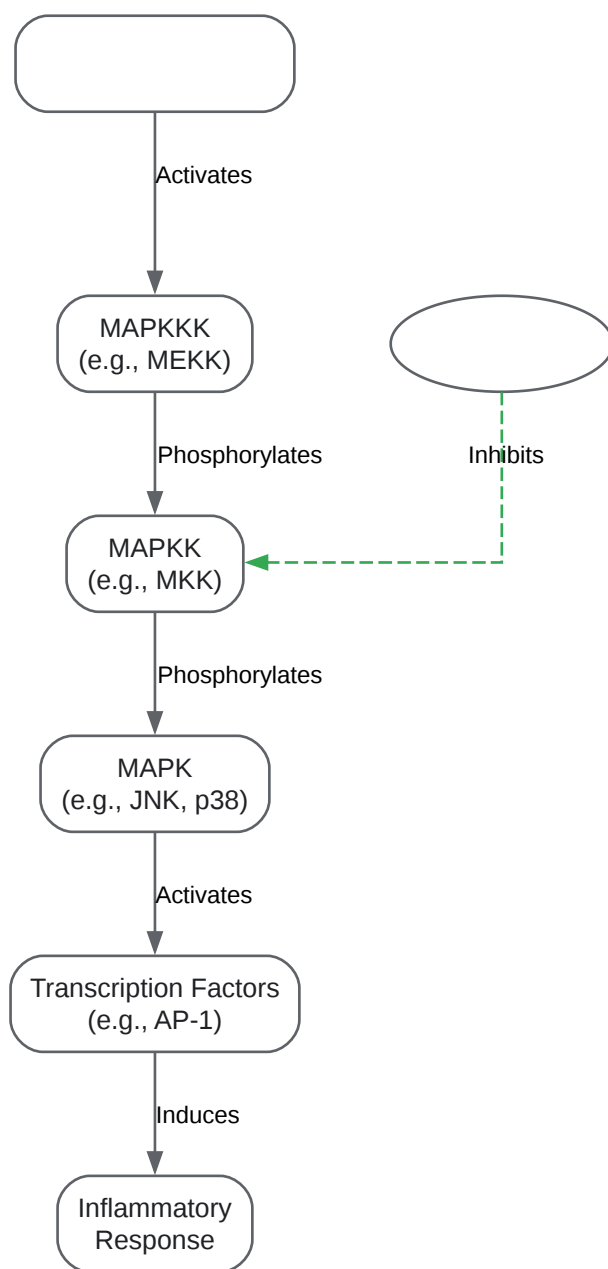 Activates
MAPKKK
(e.g., MEKK)
Phosphorylates
Inhibits
MAPKK
(e.g., MKK)
Phosphorylates
MAPK
(e.g., JNK, p38)
Activates
Transcription Factors
(e.g., AP-1)
Induces
Inflammatory
Response